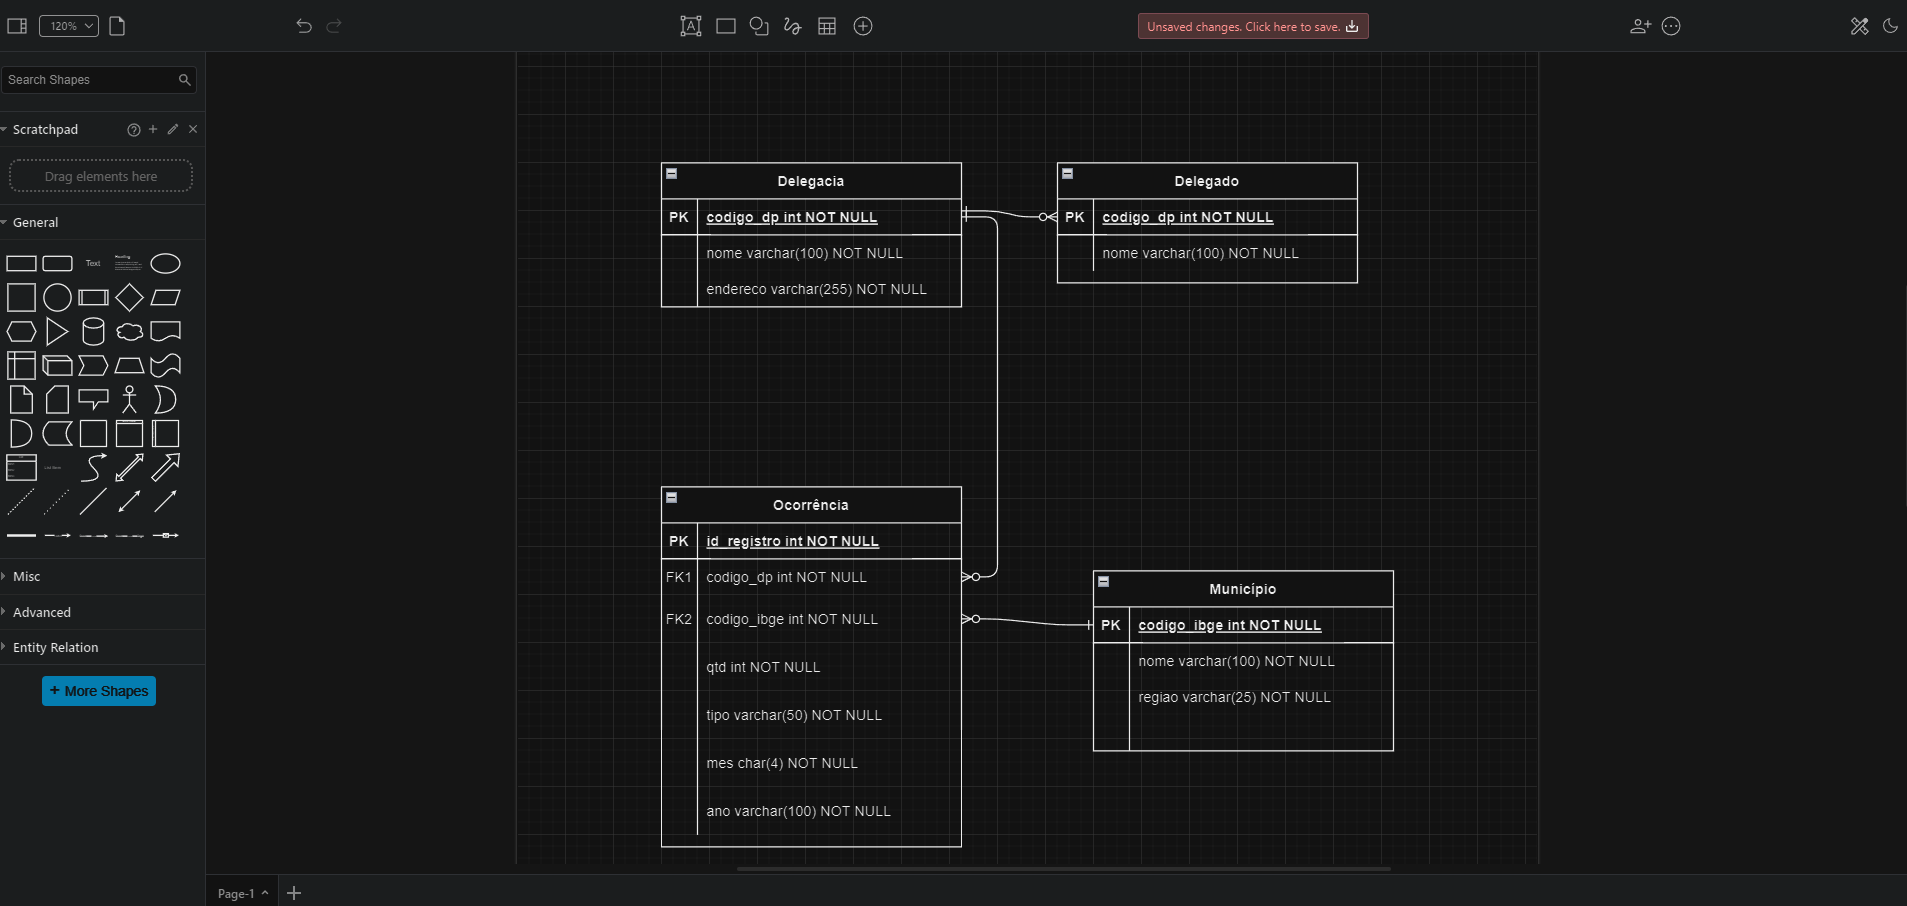 120%
Unsaved changes. Click here to save.
Search Shapes
Scratchpad
Drag elements here
General
Text
Heading
Misc
Advanced
Entity Relation
+ More Shapes
Delegacia
PK codigo_dp int NOT NULL
nome varchar(100) NOT NULL
endereco varchar(255) NOT NULL
Delegado
PK codigo_dp int NOT NULL
nome varchar(100) NOT NULL
Ocorrência
PK id_registro int NOT NULL
FK1 codigo_dp int NOT NULL
FK2 codigo_ibge int NOT NULL
qtd int NOT NULL
tipo varchar(50) NOT NULL
mes char(4) NOT NULL
ano varchar(100) NOT NULL
Município
PK codigo_ibge int NOT NULL
nome varchar(100) NOT NULL
regiao varchar(25) NOT NULL
Page-1